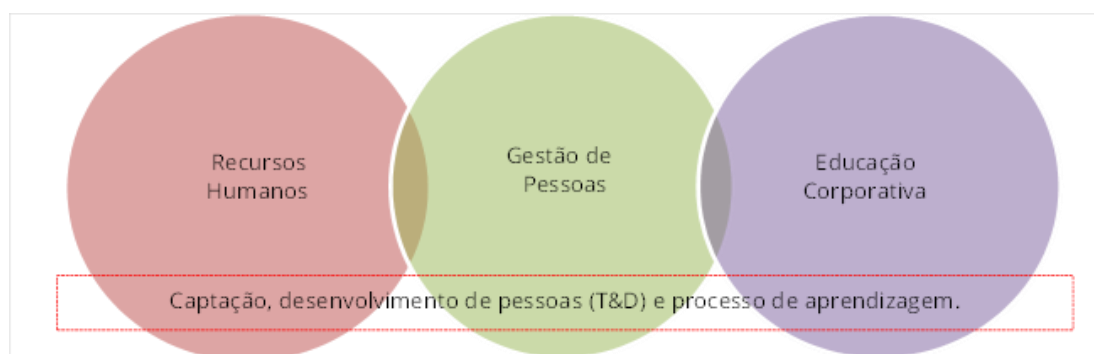 Recursos
Humanos
Gestão de
Pessoas
Educação
Corporativa
Captação, desenvolvimento de pessoas (T&D) e processo de aprendizagem.